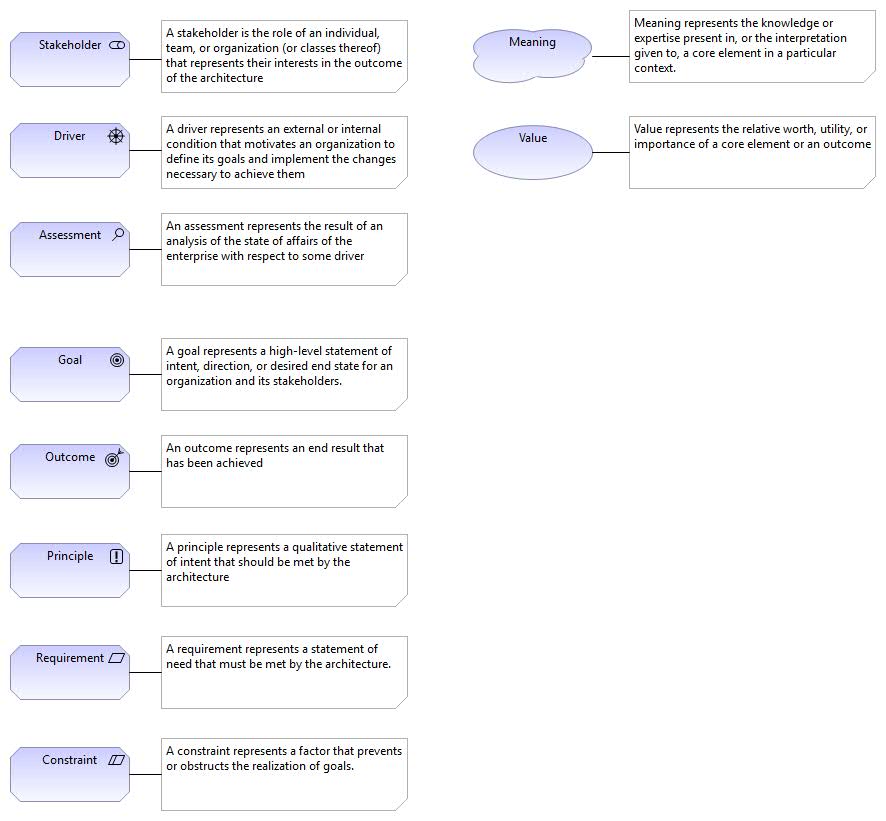 Stakeholder
A stakeholder is the role of an individual,
team, or organization (or classes thereof)
that represents their interests in the outcome
of the architecture
Driver
A driver represents an external or internal
condition that motivates an organization to
define its goals and implement the changes
necessary to achieve them
Assessment
An assessment represents the result of an
analysis of the state of affairs of the
enterprise with respect to some driver
Goal
A goal represents a high-level statement of
intent, direction, or desired end state for an
organization and its stakeholders.
Outcome
An outcome represents an end result that
has been achieved
Principle
A principle represents a qualitative statement
of intent that should be met by the
architecture
Requirement
A requirement represents a statement of
need that must be met by the architecture.
Constraint
A constraint represents a factor that prevents
or obstructs the realization of goals.
Meaning
Meaning represents the knowledge or
expertise present in, or the interpretation
given to, a core element in a particular
context.
Value
Value represents the relative worth, utility, or
importance of a core element or an outcome